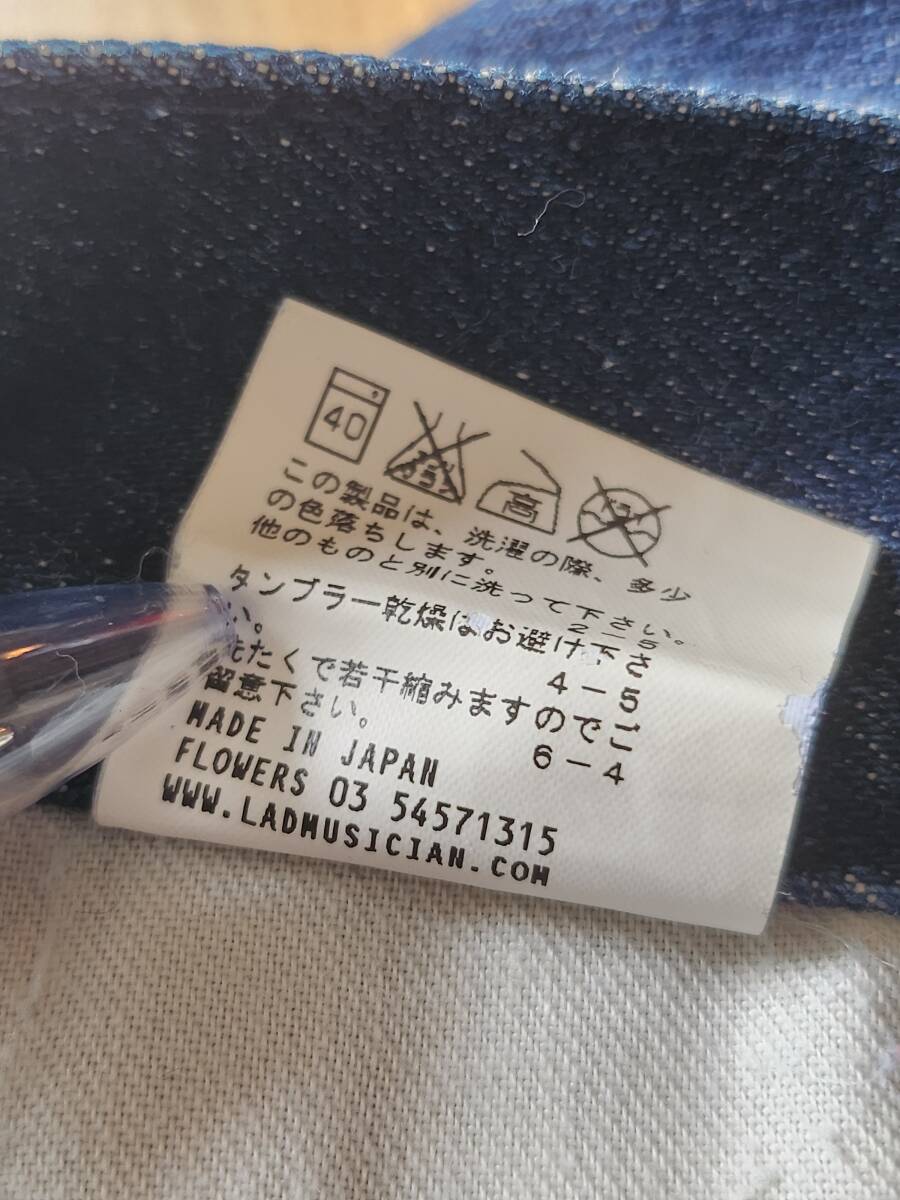 40
高
この製品は、洗濯の際、多少
の色落ちします。
他のものと別に洗って下さい。
2－5
タンブラー乾燥はお避け下さ
い。
4－5
洗たくで若干縮みますのでご
留意下さい。
6－4
MADE IN JAPAN
FLOWERS 03 54571315
WWW.LADMUSICIAN.COM